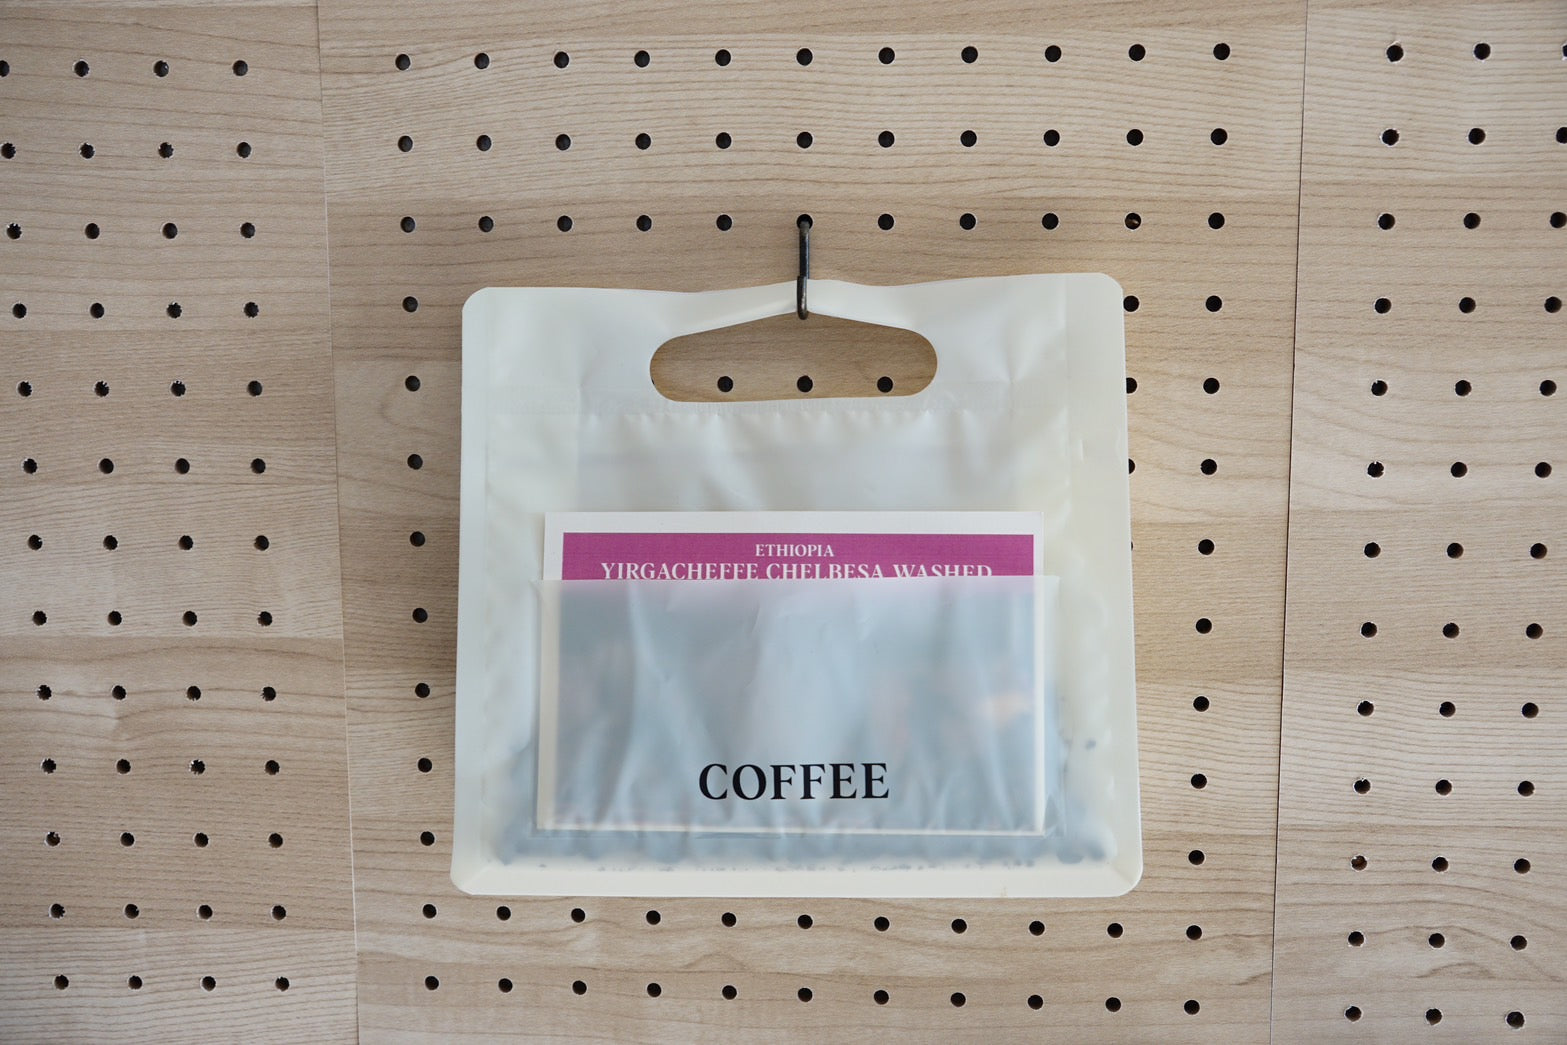 ETHIOPIA
YIRGACHEFFE CHELBESA WASHED
COFFEE